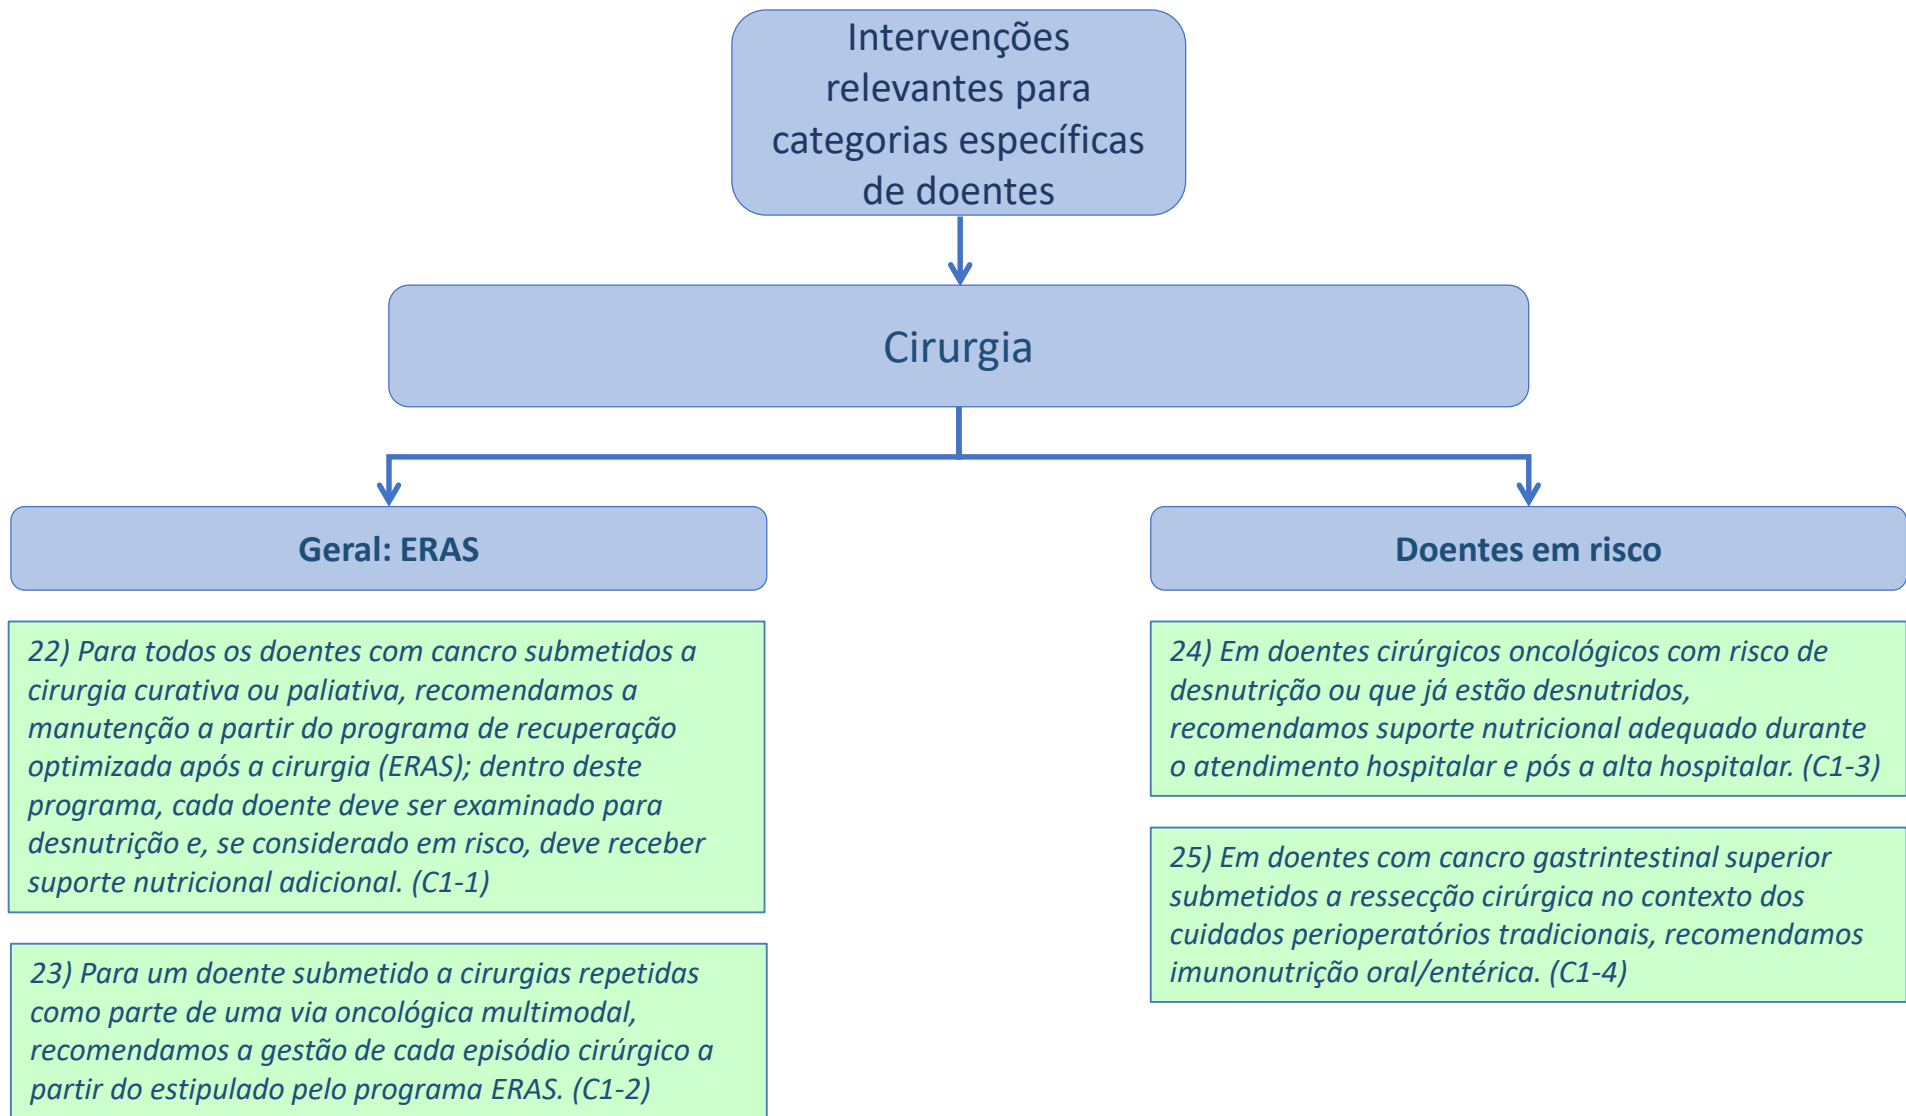 Intervenções
relevantes para
categorias específicas
de doentes
Cirurgia
Geral: ERAS
22) Para todos os doentes com cancro submetidos a
cirurgia curativa ou paliativa, recomendamos a
manutenção a partir do programa de recuperação
optimizada após a cirurgia (ERAS); dentro deste
programa, cada doente deve ser examinado para
desnutrição e, se considerado em risco, deve receber
suporte nutricional adicional. (C1-1)
23) Para um doente submetido a cirurgias repetidas
como parte de uma via oncológica multimodal,
recomendamos a gestão de cada episódio cirúrgico a
partir do estipulado pelo programa ERAS. (C1-2)
Doentes em risco
24) Em doentes cirúrgicos oncológicos com risco de
desnutrição ou que já estão desnutridos,
recomendamos suporte nutricional adequado durante
o atendimento hospitalar e pós a alta hospitalar. (C1-3)
25) Em doentes com cancro gastrintestinal superior
submetidos a ressecção cirúrgica no contexto dos
cuidados perioperatórios tradicionais, recomendamos
imunonutrição oral/entérica. (C1-4)